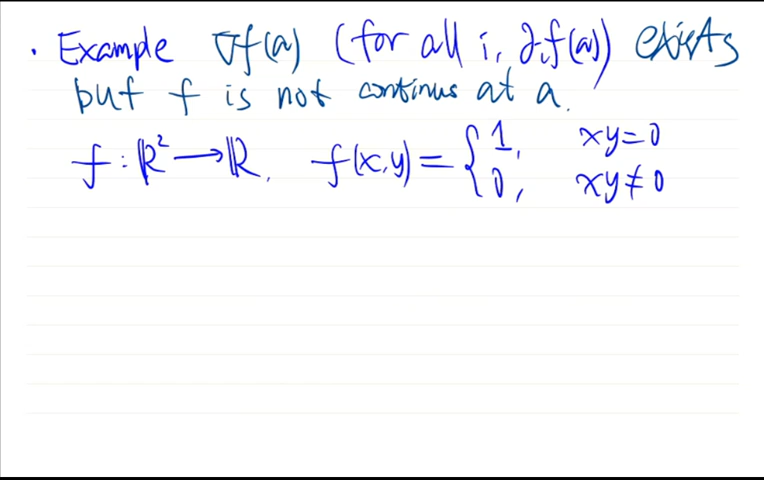 · Example ∇f(a) (for all i, ∂ᵢf(a)) exists
but f is not continus at a.
f : ℝ² → ℝ, f(x,y) = { 1, xy=0
0, xy≠0